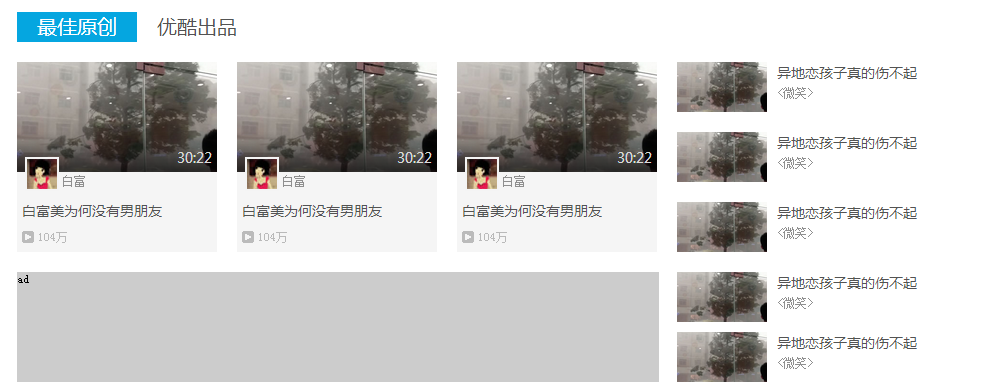 最佳原创 优酷出品
30:22 30:22 30:22
白富 白富 白富
白富美为何没有男朋友 白富美为何没有男朋友 白富美为何没有男朋友
104万 104万 104万
ad
异地恋孩子真的伤不起
<微笑>
异地恋孩子真的伤不起
<微笑>
异地恋孩子真的伤不起
<微笑>
异地恋孩子真的伤不起
<微笑>
异地恋孩子真的伤不起
<微笑>